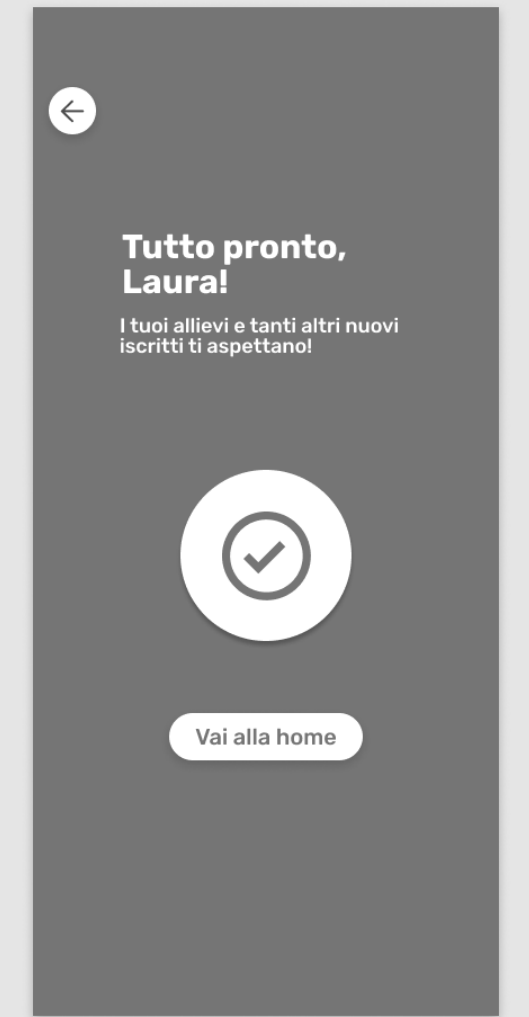 Tutto pronto,
Laura!
I tuoi allievi e tanti altri nuovi
iscritti ti aspettano!
Vai alla home